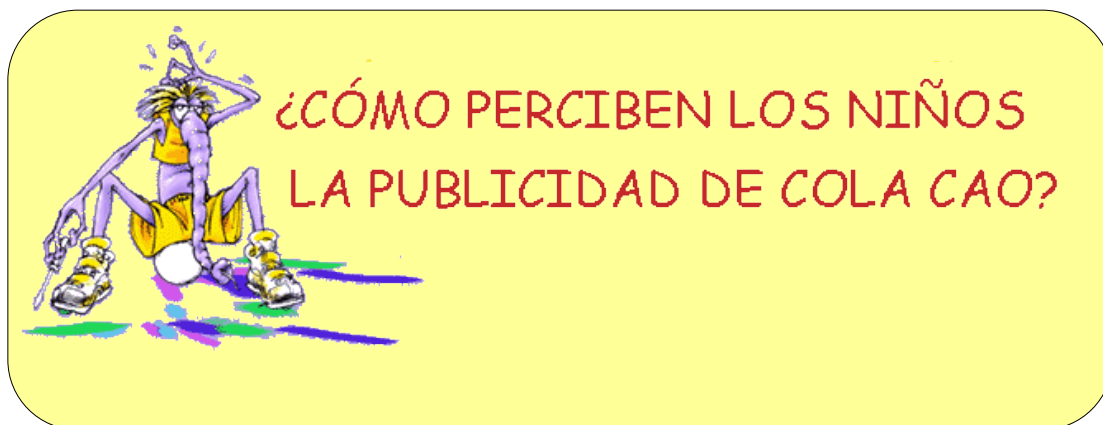 ¿CÓMO PERCIBEN LOS NIÑOS
LA PUBLICIDAD DE COLA CAO?